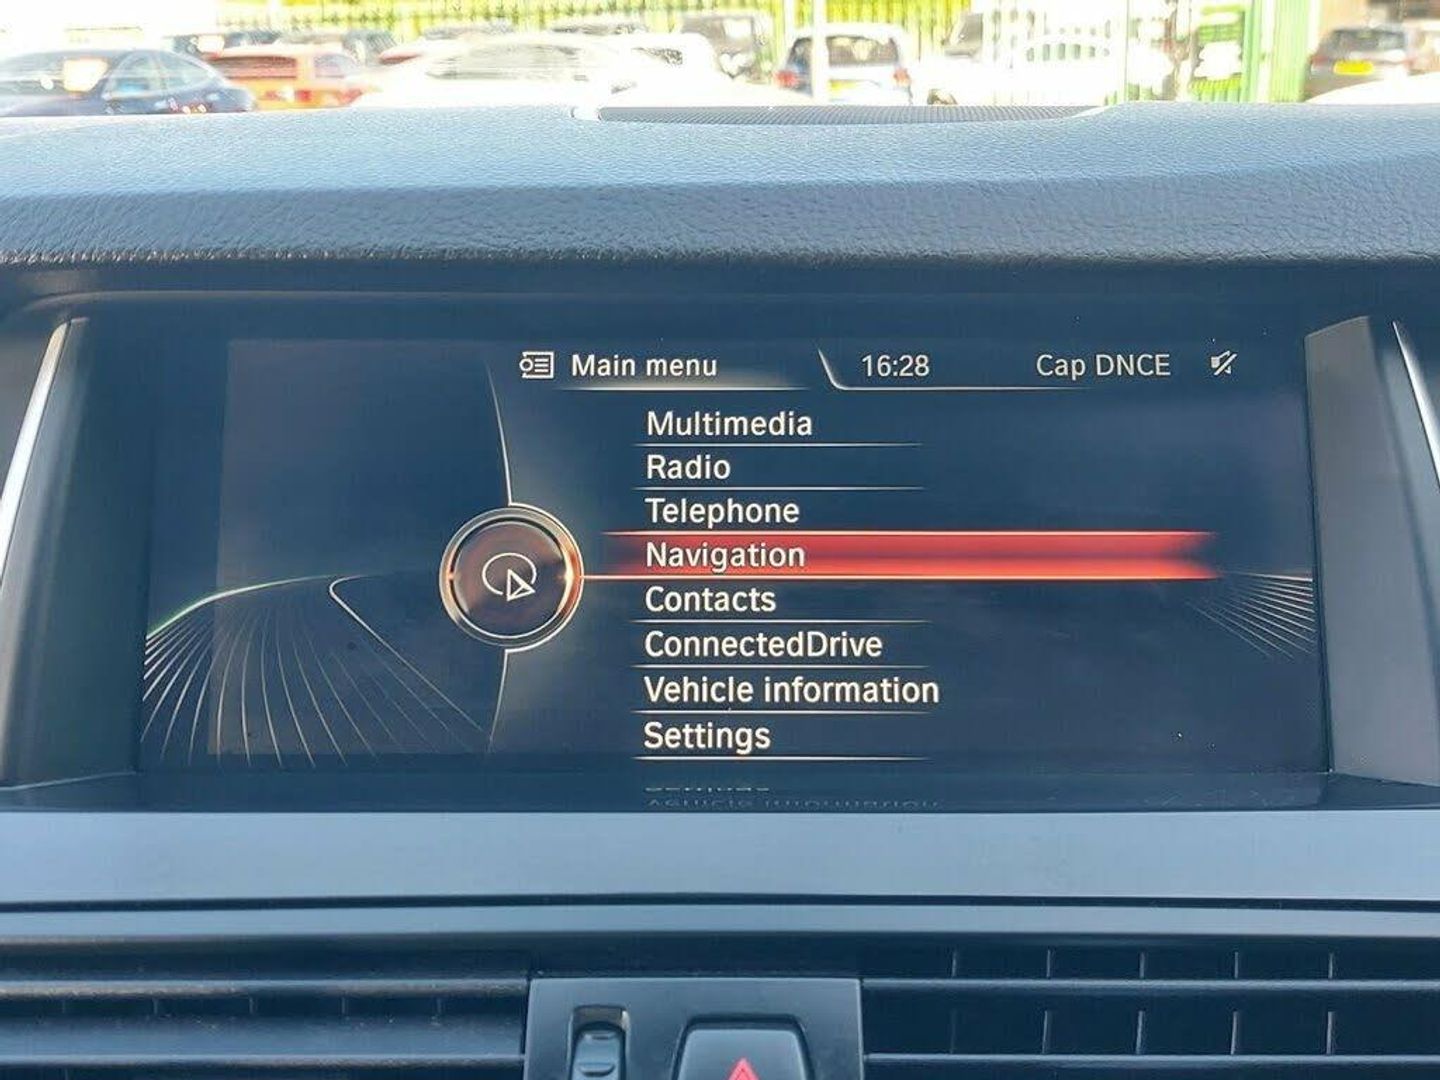 Main menu 16:28 Cap DNCE
Multimedia
Radio
Telephone
Navigation
Contacts
ConnectedDrive
Vehicle information
Settings